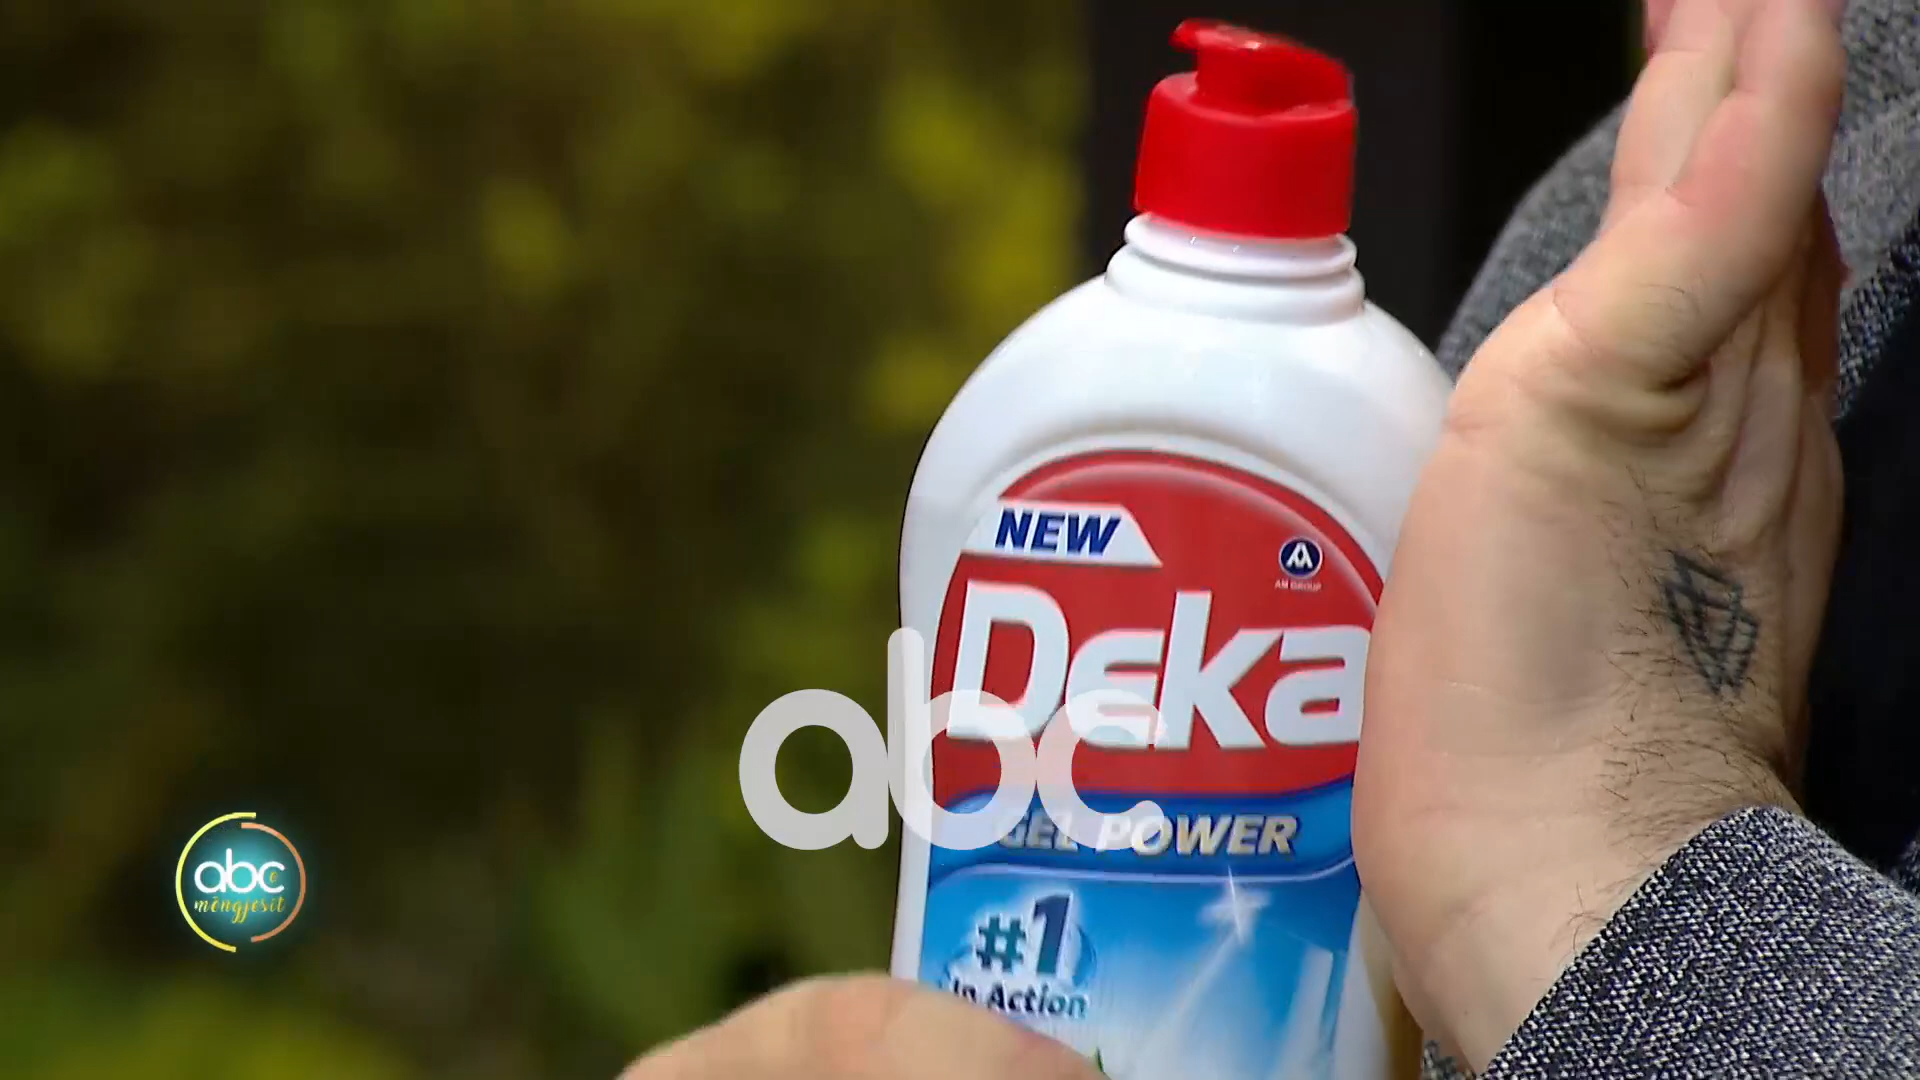 NEW
AM GROUP
Deka
abc
GEL POWER
#1
In Action
abc e
mëngjesit